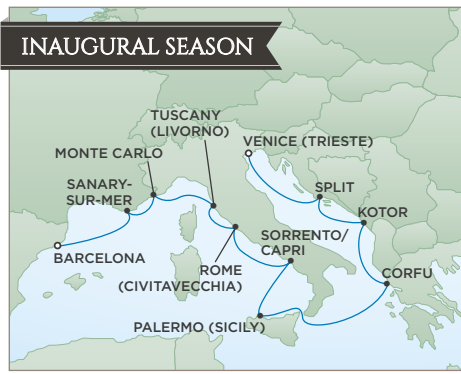 INAUGURAL SEASON
TUSCANY
(LIVORNO)
VENICE (TRIESTE)
MONTE CARLO
SANARY-
SUR-MER
SPLIT
KOTOR
SORRENTO/
CAPRI
BARCELONA
ROME
(CIVITAVECCHIA)
CORFU
PALERMO (SICILY)